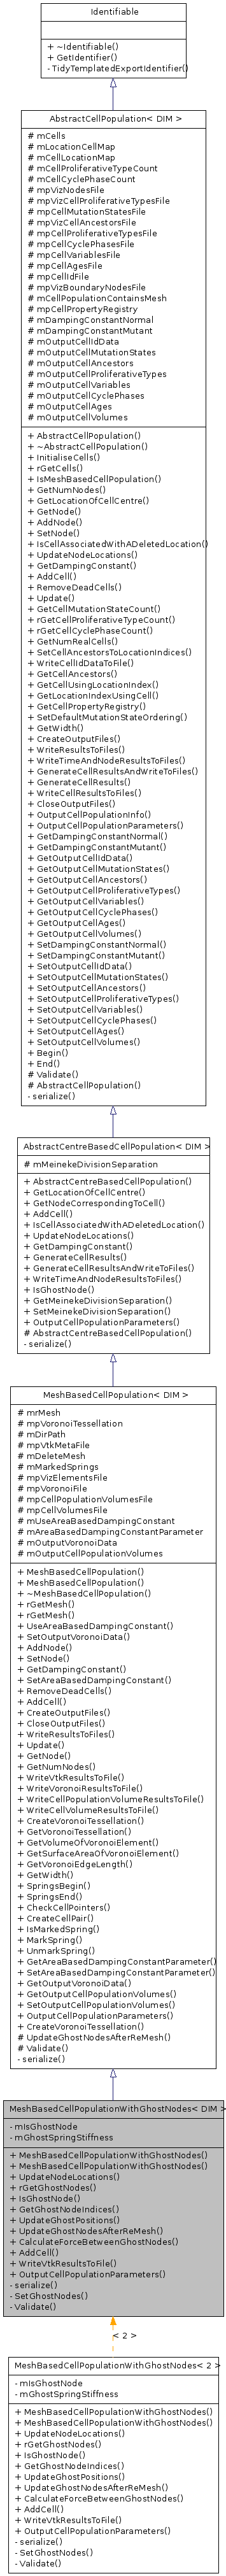 Identifiable
+ ~Identifiable()
+ GetIdentifier()
- TidyTemplatedExportIdentifier()
AbstractCellPopulation< DIM >
# mCells
# mLocationCellMap
# mCellLocationMap
# mCellProliferativeTypeCount
# mCellCyclePhaseCount
# mpVizNodesFile
# mpVizCellProliferativeTypesFile
# mpCellMutationStatesFile
# mpVizCellAncestorsFile
# mpCellProliferativeTypesFile
# mpCellCyclePhasesFile
# mpCellVariablesFile
# mpCellAgesFile
# mpCellIdFile
# mpVizBoundaryNodesFile
# mCellPopulationContainsMesh
# mpCellPropertyRegistry
# mDampingConstantNormal
# mDampingConstantMutant
# mOutputCellIdData
# mOutputCellMutationStates
# mOutputCellAncestors
# mOutputCellProliferativeTypes
# mOutputCellVariables
# mOutputCellCyclePhases
# mOutputCellAges
# mOutputCellVolumes
+ AbstractCellPopulation()
+ ~AbstractCellPopulation()
+ InitialiseCells()
+ rGetCells()
+ IsMeshBasedCellPopulation()
+ GetNumNodes()
+ GetLocationOfCellCentre()
+ GetNode()
+ AddNode()
+ SetNode()
+ IsCellAssociatedWithADeletedLocation()
+ UpdateNodeLocations()
+ GetDampingConstant()
+ AddCell()
+ RemoveDeadCells()
+ Update()
+ GetCellMutationStateCount()
+ rGetCellProliferativeTypeCount()
+ rGetCellCyclePhaseCount()
+ GetNumRealCells()
+ SetCellAncestorsToLocationIndices()
+ WriteCellIdDataToFile()
+ GetCellAncestors()
+ GetCellUsingLocationIndex()
+ GetLocationIndexUsingCell()
+ GetCellPropertyRegistry()
+ SetDefaultMutationStateOrdering()
+ GetWidth()
+ CreateOutputFiles()
+ WriteResultsToFiles()
+ WriteTimeAndNodeResultsToFiles()
+ GenerateCellResultsAndWriteToFiles()
+ GenerateCellResults()
+ WriteCellResultsToFiles()
+ CloseOutputFiles()
+ OutputCellPopulationInfo()
+ OutputCellPopulationParameters()
+ GetDampingConstantNormal()
+ GetDampingConstantMutant()
+ GetOutputCellIdData()
+ GetOutputCellMutationStates()
+ GetOutputCellAncestors()
+ GetOutputCellProliferativeTypes()
+ GetOutputCellVariables()
+ GetOutputCellCyclePhases()
+ GetOutputCellAges()
+ GetOutputCellVolumes()
+ SetDampingConstantNormal()
+ SetDampingConstantMutant()
+ SetOutputCellIdData()
+ SetOutputCellMutationStates()
+ SetOutputCellAncestors()
+ SetOutputCellProliferativeTypes()
+ SetOutputCellVariables()
+ SetOutputCellCyclePhases()
+ SetOutputCellAges()
+ SetOutputCellVolumes()
+ Begin()
+ End()
# Validate()
# AbstractCellPopulation()
- serialize()
AbstractCentreBasedCellPopulation< DIM >
# mMeinekeDivisionSeparation
+ AbstractCentreBasedCellPopulation()
+ GetLocationOfCellCentre()
+ GetNodeCorrespondingToCell()
+ AddCell()
+ IsCellAssociatedWithADeletedLocation()
+ UpdateNodeLocations()
+ GetDampingConstant()
+ GenerateCellResults()
+ GenerateCellResultsAndWriteToFiles()
+ WriteTimeAndNodeResultsToFiles()
+ IsGhostNode()
+ GetMeinekeDivisionSeparation()
+ SetMeinekeDivisionSeparation()
+ OutputCellPopulationParameters()
# AbstractCentreBasedCellPopulation()
- serialize()
MeshBasedCellPopulation< DIM >
# mrMesh
# mpVoronoiTessellation
# mDirPath
# mpVtkMetaFile
# mDeleteMesh
# mMarkedSprings
# mpVizElementsFile
# mpVoronoiFile
# mpCellPopulationVolumesFile
# mpCellVolumesFile
# mUseAreaBasedDampingConstant
# mAreaBasedDampingConstantParameter
# mOutputVoronoiData
# mOutputCellPopulationVolumes
+ MeshBasedCellPopulation()
+ MeshBasedCellPopulation()
+ ~MeshBasedCellPopulation()
+ rGetMesh()
+ rGetMesh()
+ UseAreaBasedDampingConstant()
+ SetOutputVoronoiData()
+ AddNode()
+ SetNode()
+ GetDampingConstant()
+ SetAreaBasedDampingConstant()
+ RemoveDeadCells()
+ AddCell()
+ CreateOutputFiles()
+ CloseOutputFiles()
+ WriteResultsToFiles()
+ Update()
+ GetNode()
+ GetNumNodes()
+ WriteVtkResultsToFile()
+ WriteVoronoiResultsToFile()
+ WriteCellPopulationVolumeResultsToFile()
+ WriteCellVolumeResultsToFile()
+ CreateVoronoiTessellation()
+ GetVoronoiTessellation()
+ GetVolumeOfVoronoiElement()
+ GetSurfaceAreaOfVoronoiElement()
+ GetVoronoiEdgeLength()
+ GetWidth()
+ SpringsBegin()
+ SpringsEnd()
+ CheckCellPointers()
+ CreateCellPair()
+ IsMarkedSpring()
+ MarkSpring()
+ UnmarkSpring()
+ GetAreaBasedDampingConstantParameter()
+ SetAreaBasedDampingConstantParameter()
+ GetOutputVoronoiData()
+ GetOutputCellPopulationVolumes()
+ SetOutputCellPopulationVolumes()
+ OutputCellPopulationParameters()
+ CreateVoronoiTessellation()
# UpdateGhostNodesAfterReMesh()
# Validate()
- serialize()
MeshBasedCellPopulationWithGhostNodes< DIM >
- mIsGhostNode
- mGhostSpringStiffness
+ MeshBasedCellPopulationWithGhostNodes()
+ MeshBasedCellPopulationWithGhostNodes()
+ UpdateNodeLocations()
+ rGetGhostNodes()
+ IsGhostNode()
+ GetGhostNodeIndices()
+ UpdateGhostPositions()
+ UpdateGhostNodesAfterReMesh()
+ CalculateForceBetweenGhostNodes()
+ AddCell()
+ WriteVtkResultsToFile()
+ OutputCellPopulationParameters()
- serialize()
- SetGhostNodes()
- Validate()
< 2 >
MeshBasedCellPopulationWithGhostNodes< 2 >
- mIsGhostNode
- mGhostSpringStiffness
+ MeshBasedCellPopulationWithGhostNodes()
+ MeshBasedCellPopulationWithGhostNodes()
+ UpdateNodeLocations()
+ rGetGhostNodes()
+ IsGhostNode()
+ GetGhostNodeIndices()
+ UpdateGhostPositions()
+ UpdateGhostNodesAfterReMesh()
+ CalculateForceBetweenGhostNodes()
+ AddCell()
+ WriteVtkResultsToFile()
+ OutputCellPopulationParameters()
- serialize()
- SetGhostNodes()
- Validate()